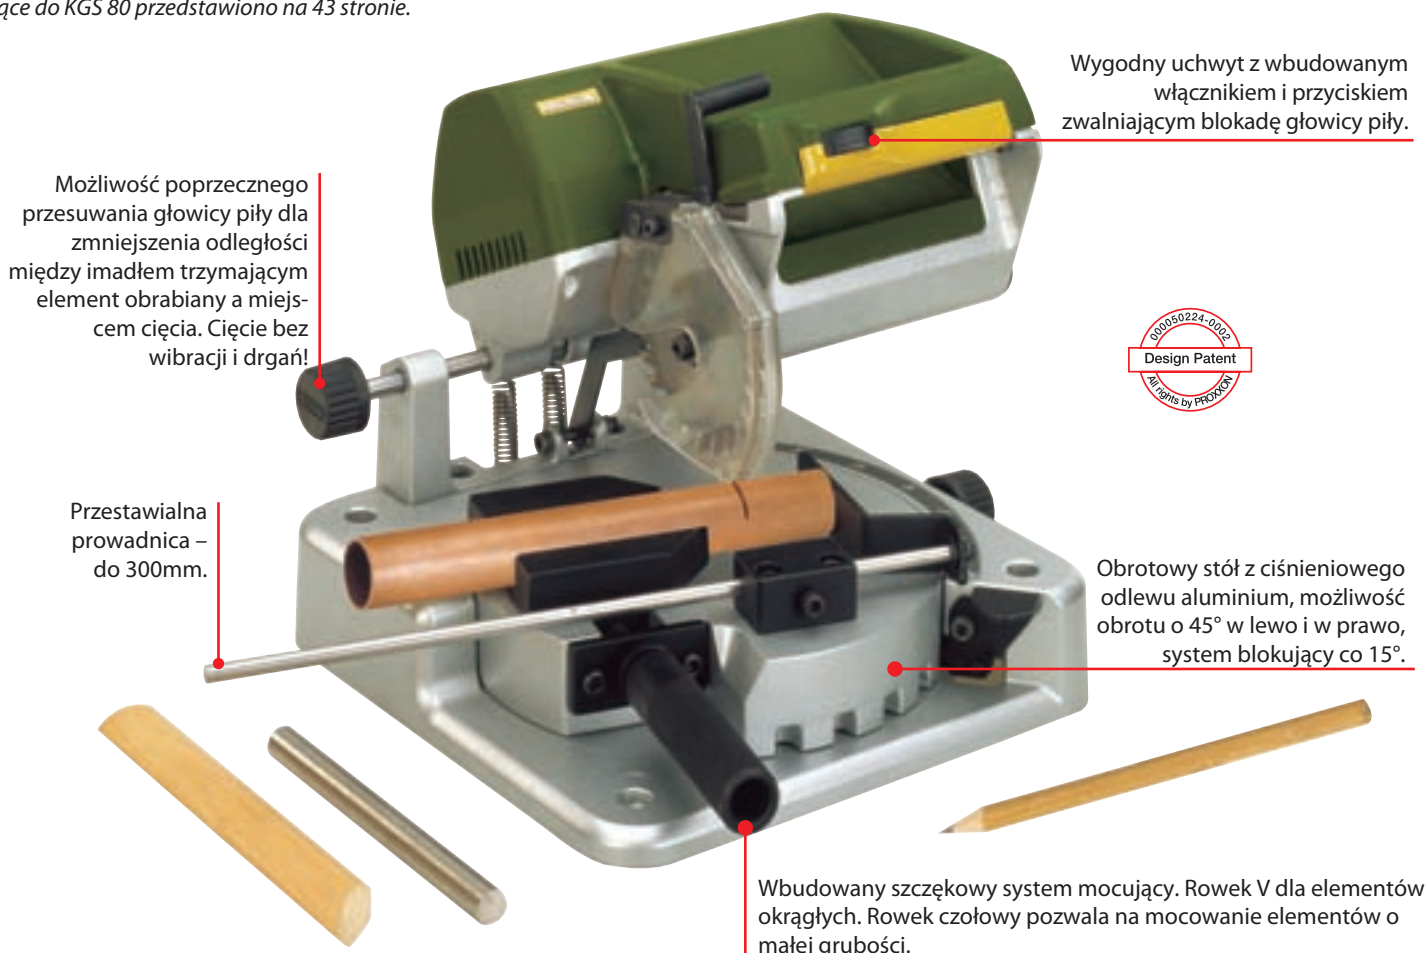 ące do KGS 80 przedstawiono na 43 stronie.
Wygodny uchwyt z wbudowanym
włącznikiem i przyciskiem
zwalniającym blokadę głowicy piły.
Możliwość poprzecznego
przesuwania głowicy piły dla
zmniejszenia odległości
między imadłem trzymającym
element obrabiany a miejs-
cem cięcia. Cięcie bez
wibracji i drgań!
000050224-0002
Design Patent
All rights by PROXXON
Przestawialna
prowadnica –
do 300mm.
Obrotowy stół z ciśnieniowego
odlewu aluminium, możliwość
obrotu o 45° w lewo i w prawo,
system blokujący co 15°.
Wbudowany szczękowy system mocujący. Rowek V dla elementów
okrągłych. Rowek czołowy pozwala na mocowanie elementów o
małej grubości.